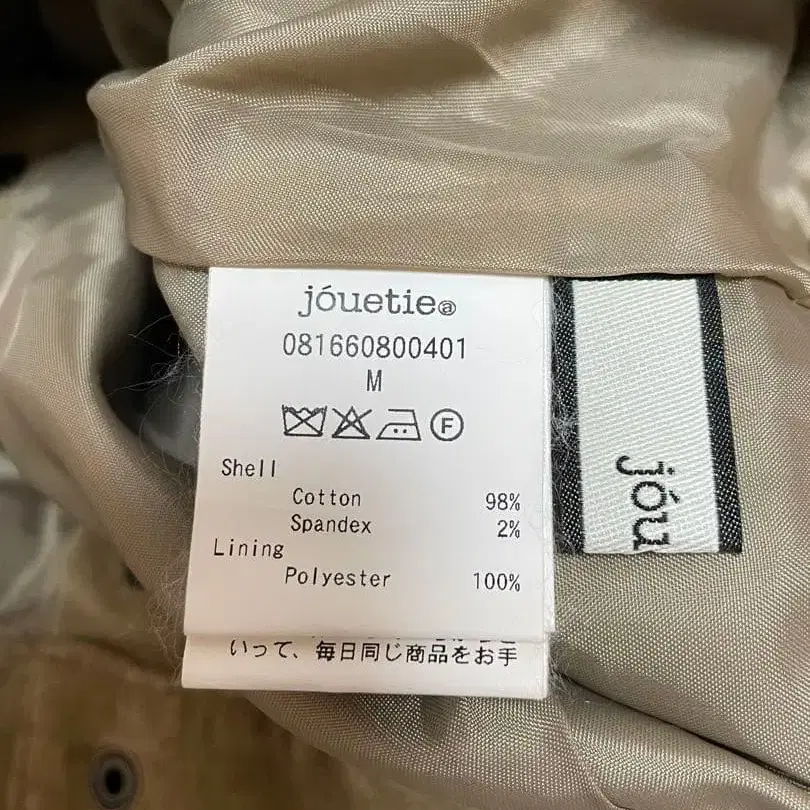 jóuetieⓐ
081660800401
M
F
Shell
Cotton 98%
Spandex 2%
Lining
Polyester 100%
いって、毎日同じ商品をお手
jóu